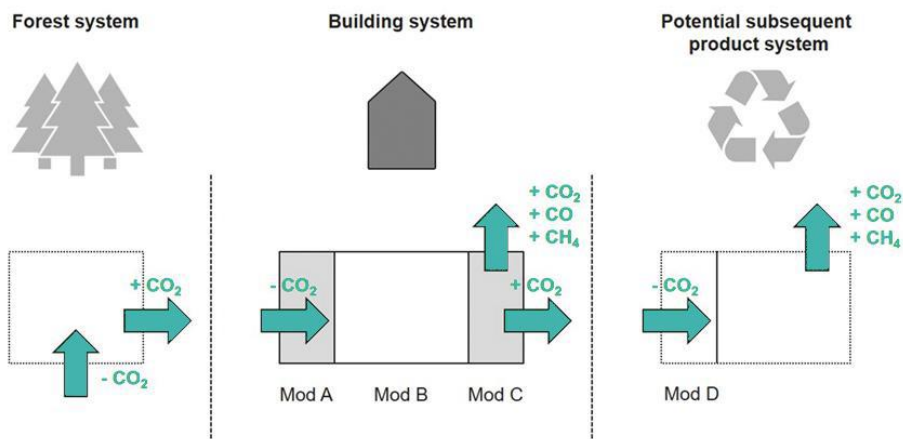 Forest system
Building system
Potential subsequent
product system
+ CO₂
+ CO
+ CH₄
+ CO₂
+ CO
+ CH₄
+ CO₂
- CO₂
- CO₂
+ CO₂
- CO₂
Mod A
Mod B
Mod C
Mod D